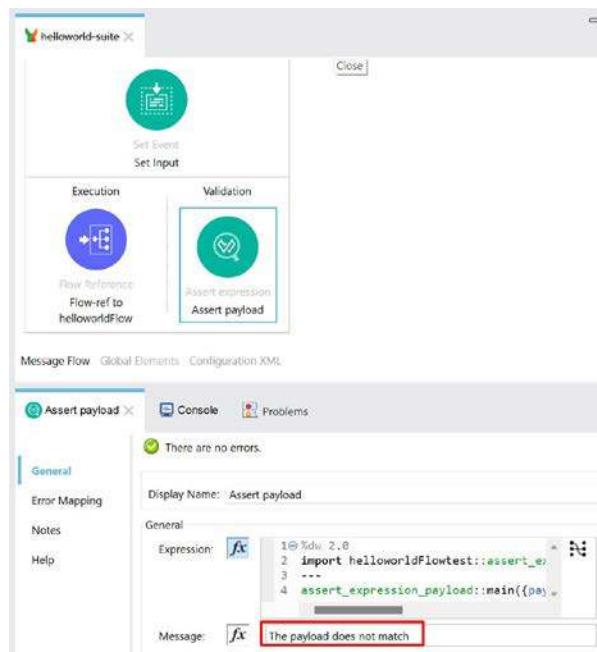 helloworld-suite
Close
Set Event
Set Input
Execution
Validation
Flow Reference
Flow-ref to
helloworldFlow
Assert expression
Assert payload
Message Flow Global Elements Configuration XML
Assert payload Console Problems
There are no errors.
General
Error Mapping
Notes
Help
Display Name: Assert payload
General
Expression: fx
1 %dw 2.0
2 import helloworldFlowtest::assert_e
3 ---
4 assert_expression_payload::main({pay
Message: fx The payload does not match